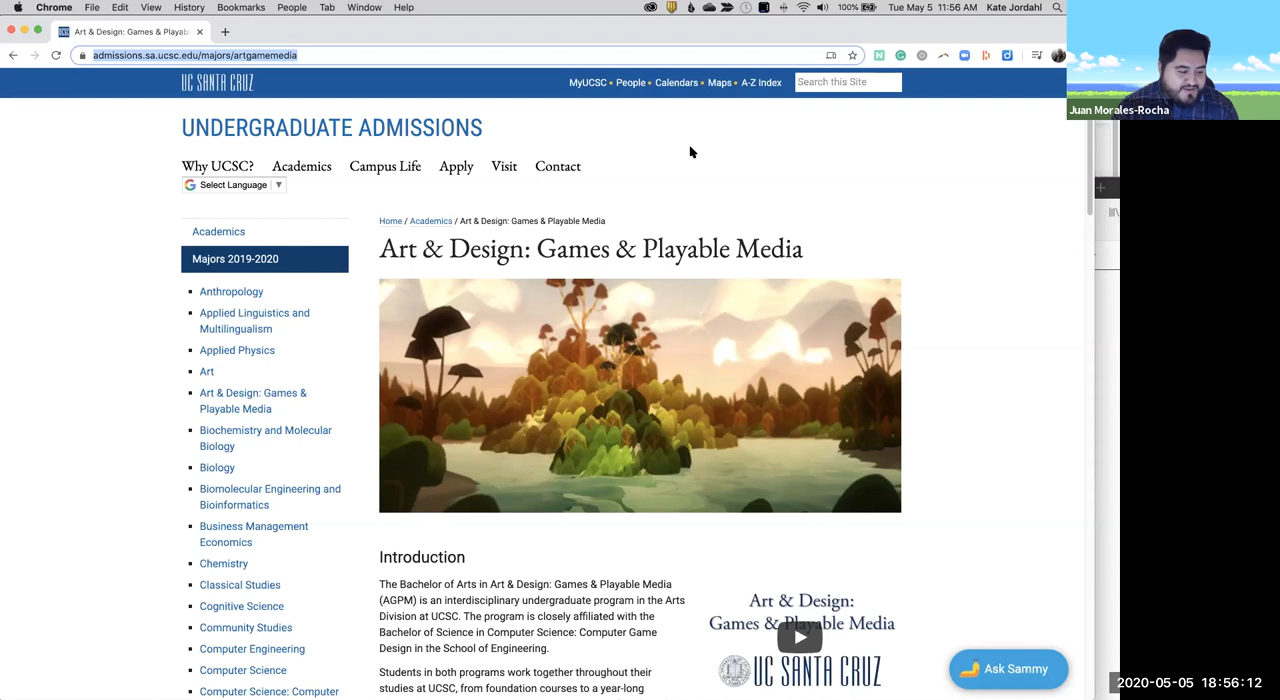 Chrome File Edit View History Bookmarks People Tab Window Help
100% Tue May 5 11:56 AM Kate Jordahl
Art & Design: Games & Playabl
admissions.sa.ucsc.edu/majors/artgamemedia
Juan Morales-Rocha
UC SANTA CRUZ
MyUCSC • People • Calendars • Maps • A-Z Index
Search this Site
UNDERGRADUATE ADMISSIONS
Why UCSC? Academics Campus Life Apply Visit Contact
G Select Language ▼
Academics
Majors 2019-2020
Anthropology
Applied Linguistics and
Multilingualism
Applied Physics
Art
Art & Design: Games &
Playable Media
Biochemistry and Molecular
Biology
Biology
Biomolecular Engineering and
Bioinformatics
Business Management
Economics
Chemistry
Classical Studies
Cognitive Science
Community Studies
Computer Engineering
Computer Science
Computer Science: Computer
Home / Academics / Art & Design: Games & Playable Media
Art & Design: Games & Playable Media
Introduction
The Bachelor of Arts in Art & Design: Games & Playable Media
(AGPM) is an interdisciplinary undergraduate program in the Arts
Division at UCSC. The program is closely affiliated with the
Bachelor of Science in Computer Science: Computer Game
Design in the School of Engineering.
Students in both programs work together throughout their
studies at UCSC, from foundation courses to a year-long
Art & Design:
Games & Playable Media
UC SANTA CRUZ
Ask Sammy
2020-05-05 18:56:12